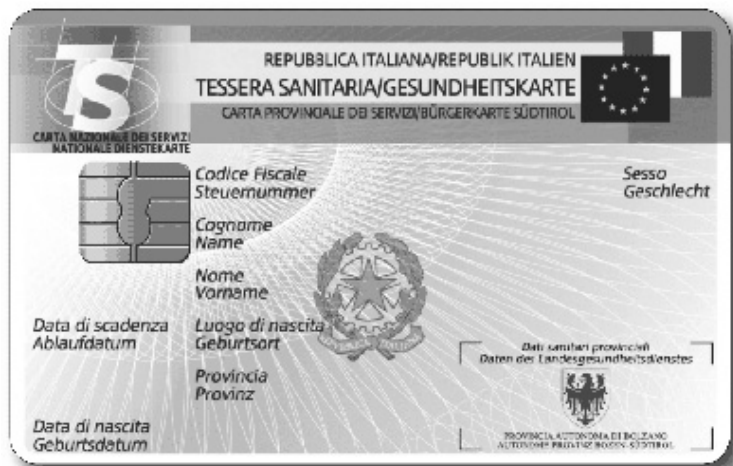 REPUBBLICA ITALIANA/REPUBLIK ITALIEN
TESSERA SANITARIA/GESUNDHEITSKARTE
CARTA PROVINCIALE DEI SERVIZI/BÜRGERKARTE SÜDTIROL
TS
CARTA NAZIONALE DEI SERVIZI
NATIONALE DIENSTEKARTE
Codice Fiscale
Steuernummer
Sesso
Geschlecht
Cognome
Name
Nome
Vorname
Data di scadenza
Ablaufdatum
Luogo di nascita
Geburtsort
Provincia
Provinz
Data di nascita
Geburtsdatum
Dati sanitari provinciali
Daten des Landesgesundheitsdienstes
PROVINCIA AUTONOMA DI BOLZANO
AUTONOME PROVINZ BOZEN-SÜDTIROL